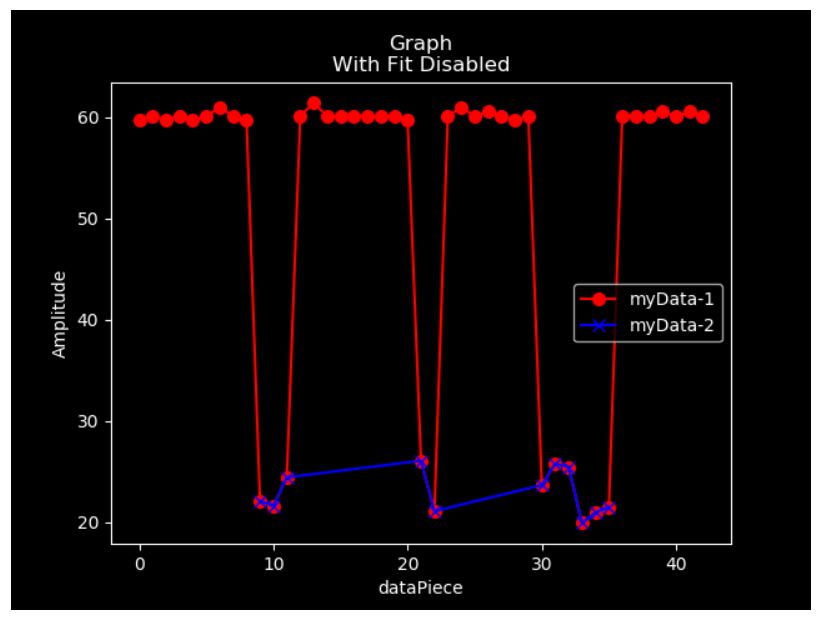 Graph
With Fit Disabled
60
50
40
30
20
Amplitude
myData-1
myData-2
0 10 20 30 40
dataPiece